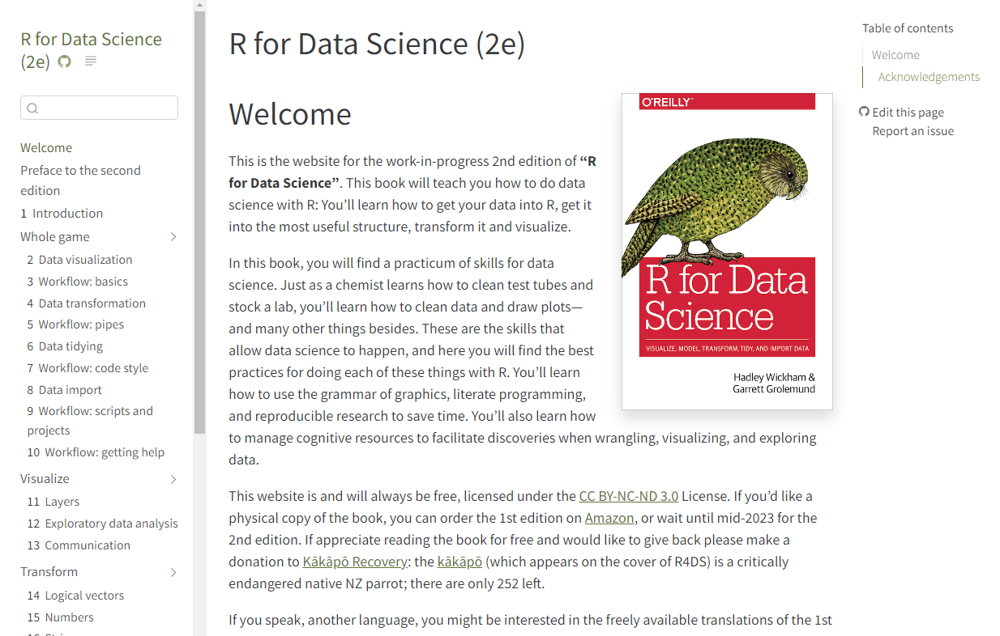 R for Data Science
(2e)
Welcome
Preface to the second
edition
1 Introduction
Whole game
2 Data visualization
3 Workflow: basics
4 Data transformation
5 Workflow: pipes
6 Data tidying
7 Workflow: code style
8 Data import
9 Workflow: scripts and
projects
10 Workflow: getting help
Visualize
11 Layers
12 Exploratory data analysis
13 Communication
Transform
14 Logical vectors
15 Numbers
R for Data Science (2e)
Welcome
This is the website for the work-in-progress 2nd edition of “R
for Data Science”. This book will teach you how to do data
science with R: You’ll learn how to get your data into R, get it
into the most useful structure, transform it and visualize.
In this book, you will find a practicum of skills for data
science. Just as a chemist learns how to clean test tubes and
stock a lab, you’ll learn how to clean data and draw plots—
and many other things besides. These are the skills that
allow data science to happen, and here you will find the best
practices for doing each of these things with R. You’ll learn
how to use the grammar of graphics, literate programming,
and reproducible research to save time. You’ll also learn how
to manage cognitive resources to facilitate discoveries when wrangling, visualizing, and exploring
data.
This website is and will always be free, licensed under the CC BY-NC-ND 3.0 License. If you’d like a
physical copy of the book, you can order the 1st edition on Amazon, or wait until mid-2023 for the
2nd edition. If appreciate reading the book for free and would like to give back please make a
donation to Kākāpō Recovery: the kākāpō (which appears on the cover of R4DS) is a critically
endangered native NZ parrot; there are only 252 left.
If you speak, another language, you might be interested in the freely available translations of the 1st
O'REILLY®
R for Data
Science
VISUALIZE, MODEL, TRANSFORM, TIDY, AND IMPORT DATA
Hadley Wickham &
Garrett Grolemund
Table of contents
Welcome
Acknowledgements
Edit this page
Report an issue